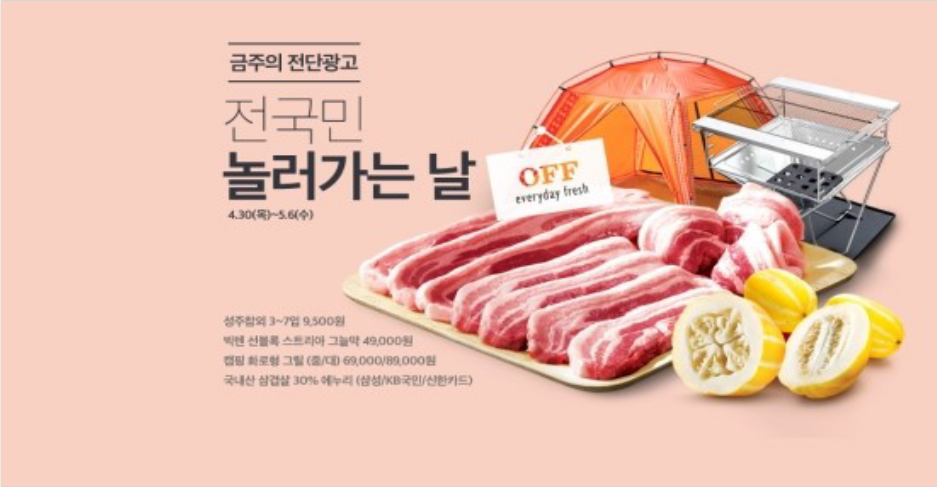 금주의 전단광고
전국민
놀러가는 날
4.30(목)~5.6(수)
OFF
everyday fresh
성주참외 3~7입 9,500원
빅텐 선블록 스트라이프 그늘막 49,000원
캠핑 화로형 그릴 (중/대) 69,000/89,000원
국내산 삼겹살 30% 에누리 (삼성/KB국민/신한카드)